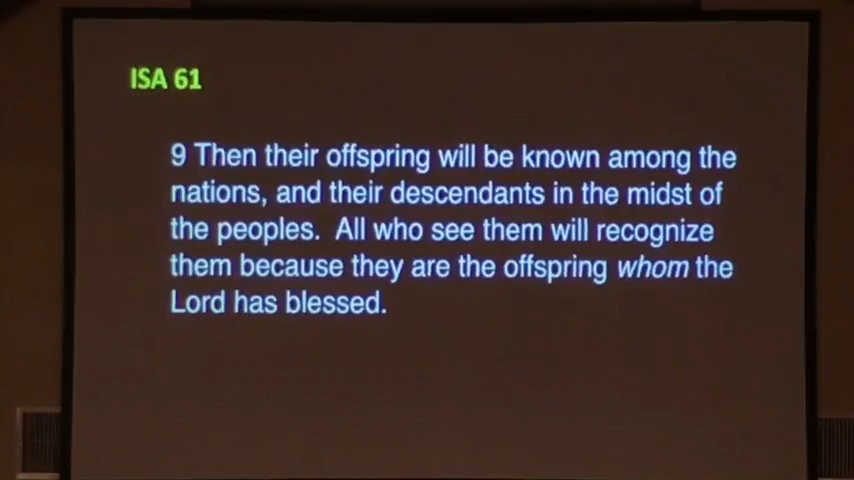 ISA 61
9 Then their offspring will be known among the
nations, and their descendants in the midst of
the peoples.  All who see them will recognize
them because they are the offspring whom the
Lord has blessed.